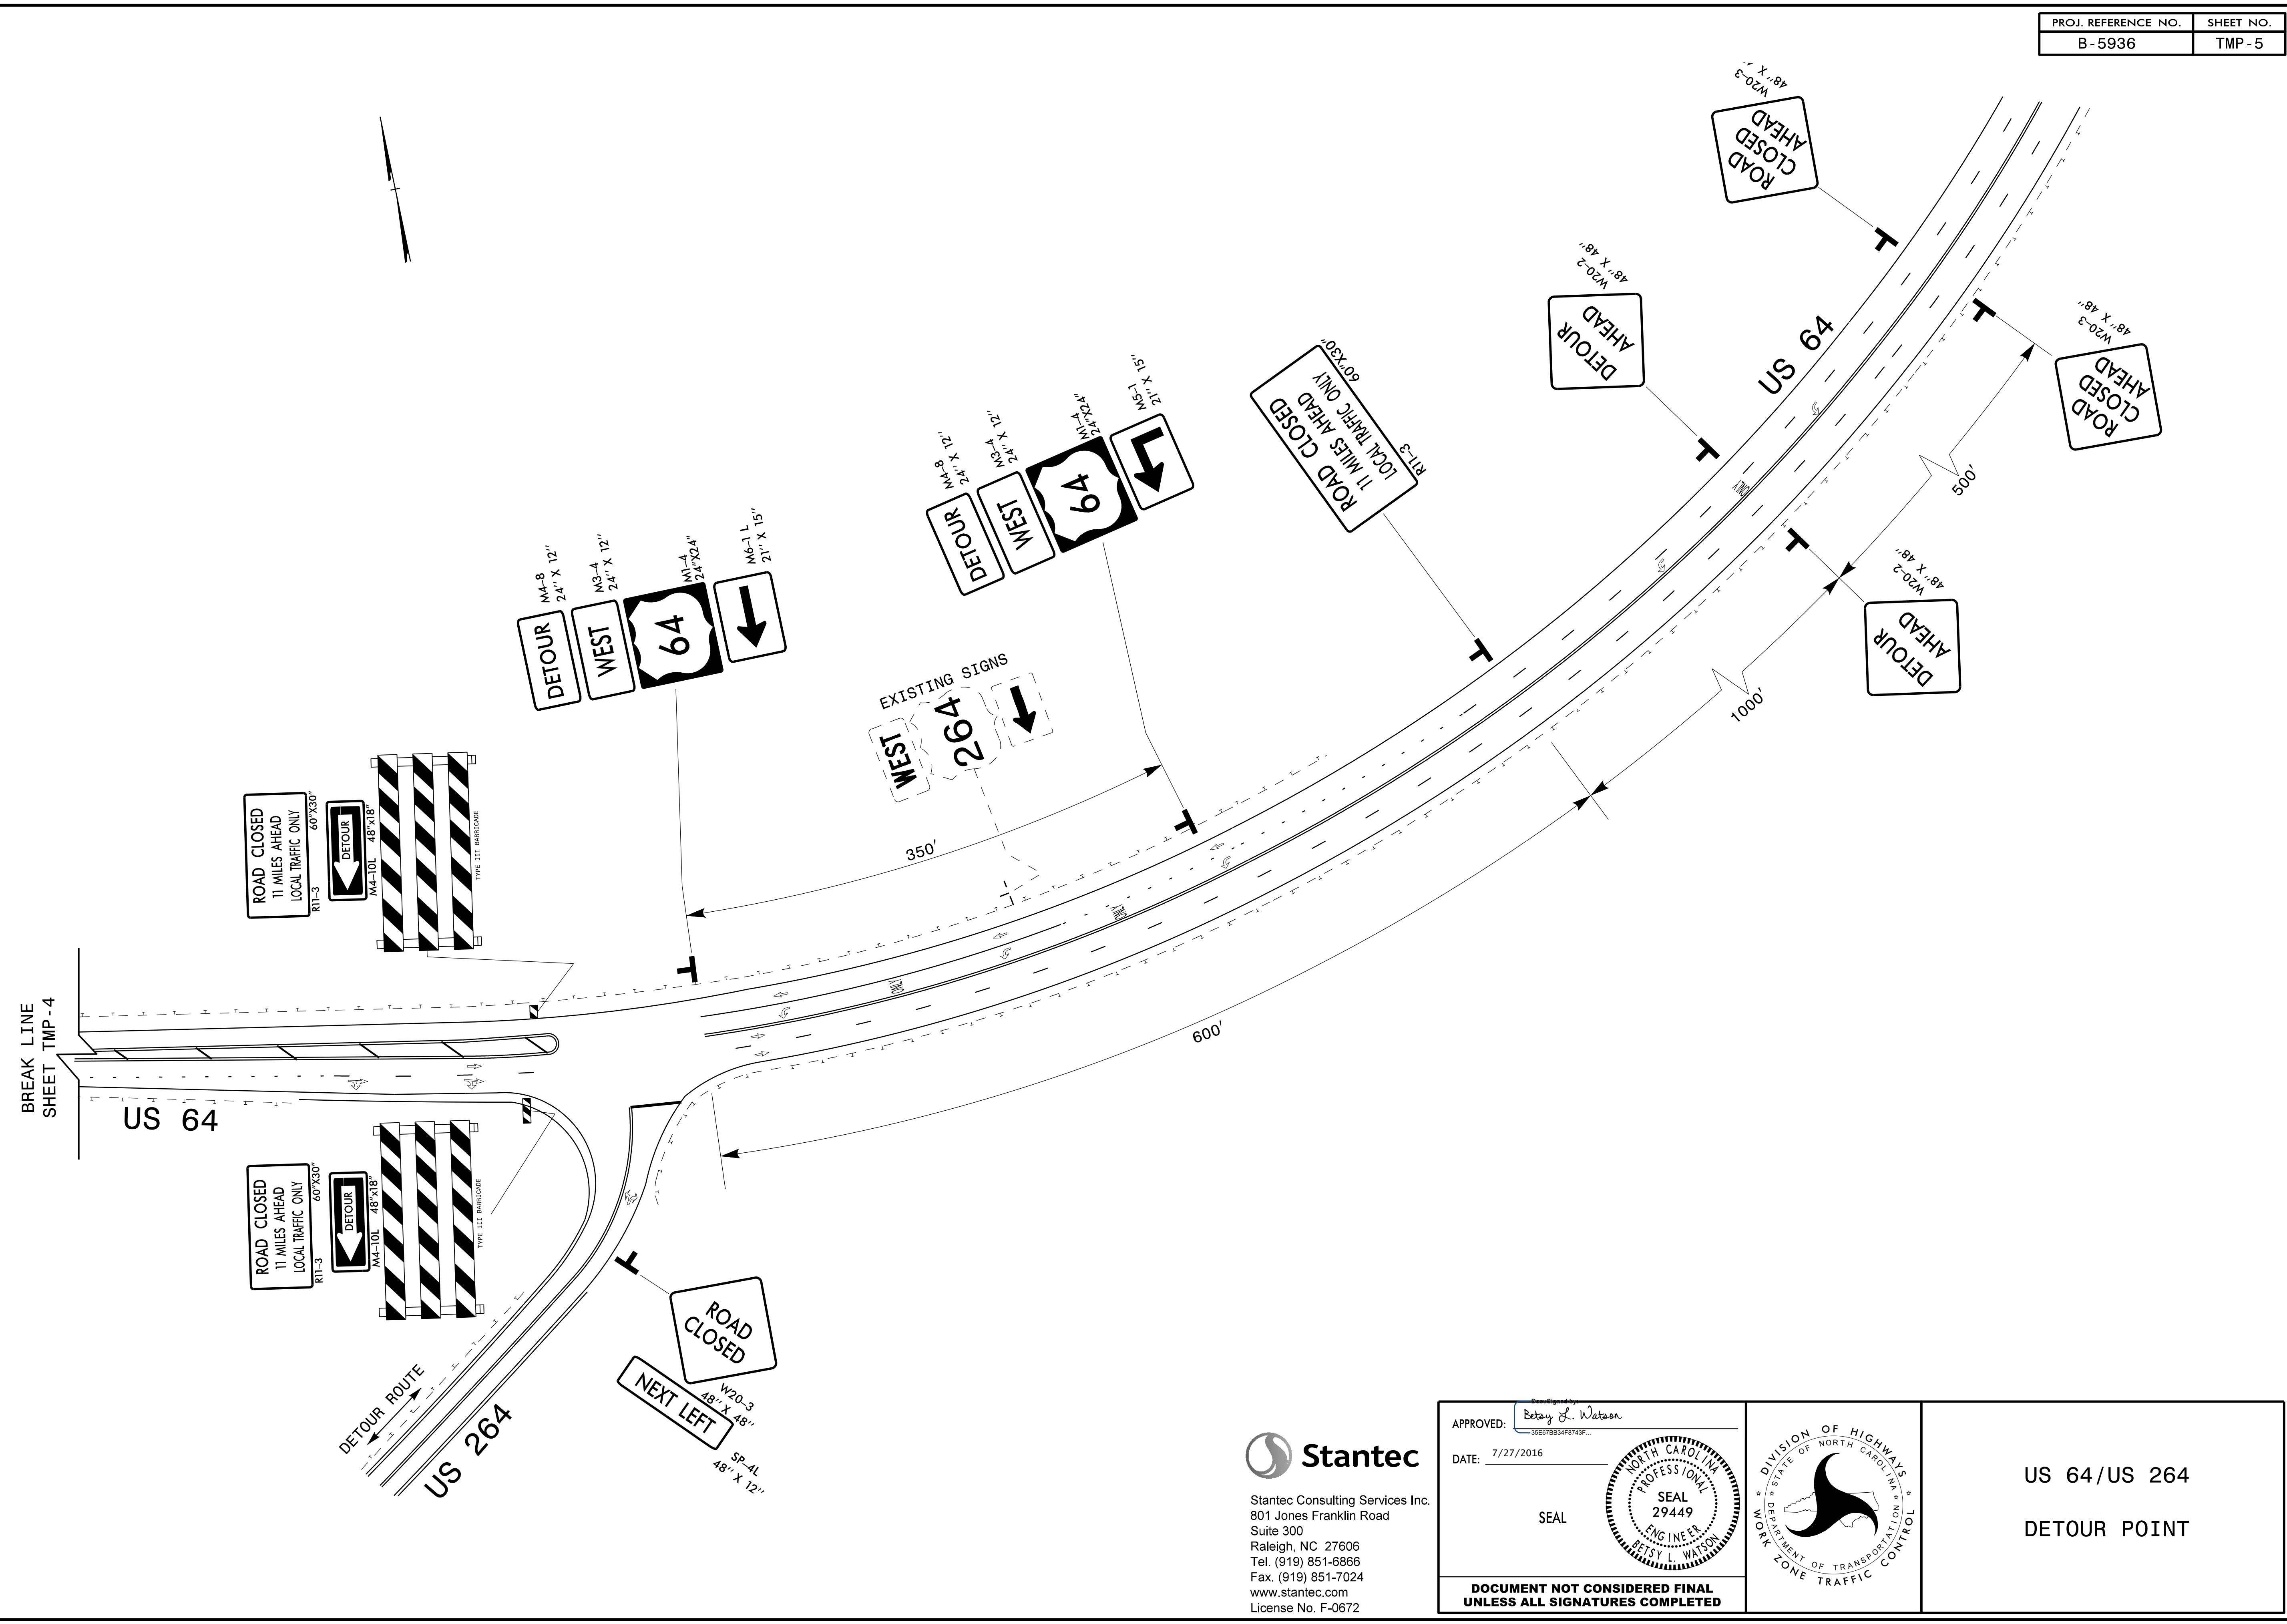 PROJ. REFERENCE NO.
SHEET NO.
B-5936
TMP-5
W20-3
ROAD
CLOSED
AHEAD
W20-2
48'' X 48''
DETOUR
AHEAD
US 64
W20-3
48'' X 48''
ROAD
CLOSED
AHEAD
500'
W20-2
48'' X 48''
DETOUR
AHEAD
1000'
ROAD CLOSED
11 MILES AHEAD
LOCAL TRAFFIC ONLY
60"X30"
R11-3
M4-8
24'' X 12''
M3-4
24'' X 12''
M1-4
24"X24"
M5-1
21'' X 15''
DETOUR
WEST
64
M4-8
24'' X 12''
M3-4
24'' X 12''
M1-4
24"X24"
M6-1 L
21'' X 15''
DETOUR
WEST
64
EXISTING SIGNS
WEST
264
350'
ONLY
ONLY
ONLY
600'
ROAD CLOSED
11 MILES AHEAD
LOCAL TRAFFIC ONLY
R11-3
60"X30"
DETOUR
M4-10L
48"x18"
TYPE III BARRICADE
BREAK LINE
SHEET TMP-4
US 64
ROAD CLOSED
11 MILES AHEAD
LOCAL TRAFFIC ONLY
R11-3
60"X30"
DETOUR
M4-10L
48"x18"
TYPE III BARRICADE
ROAD
CLOSED
W20-3
48'' X 48''
NEXT LEFT
SP-4L
48'' X 12''
DETOUR ROUTE
US 264
Stantec
Stantec Consulting Services Inc.
801 Jones Franklin Road
Suite 300
Raleigh, NC 27606
Tel. (919) 851-6866
Fax. (919) 851-7024
www.stantec.com
License No. F-0672
DocuSigned by:
APPROVED:
Betsy L. Watson
35E67BB34F8743F...
DATE:
7/27/2016
SEAL
NORTH CAROLINA
PROFESSIONAL
SEAL
29449
ENGINEER
BETSY L. WATSON
DOCUMENT NOT CONSIDERED FINAL
UNLESS ALL SIGNATURES COMPLETED
DIVISION OF HIGHWAYS
STATE OF NORTH CAROLINA
DEPARTMENT OF TRANSPORTATION
WORK ZONE TRAFFIC CONTROL
US 64/US 264
DETOUR POINT